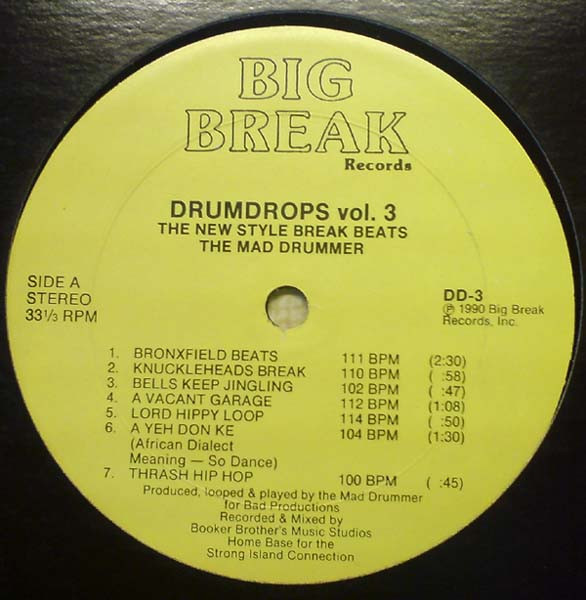 BIG
BREAK
Records
DRUMDROPS vol. 3
THE NEW STYLE BREAK BEATS
THE MAD DRUMMER
SIDE A
STEREO
33 1/3 RPM
DD-3
℗ 1990 Big Break
Records, Inc.
1. BRONXFIELD BEATS 111 BPM (2:30)
2. KNUCKLEHEADS BREAK 110 BPM ( :58)
3. BELLS KEEP JINGLING 102 BPM ( :47)
4. A VACANT GARAGE 112 BPM (1:08)
5. LORD HIPPY LOOP 114 BPM ( :50)
6. A YEH DON KE 104 BPM (1:30)
(African Dialect
Meaning — So Dance)
7. THRASH HIP HOP 100 BPM ( :45)
Produced, looped & played by the Mad Drummer
for Bad Productions
Recorded & Mixed by
Booker Brother's Music Studios
Home Base for the
Strong Island Connection